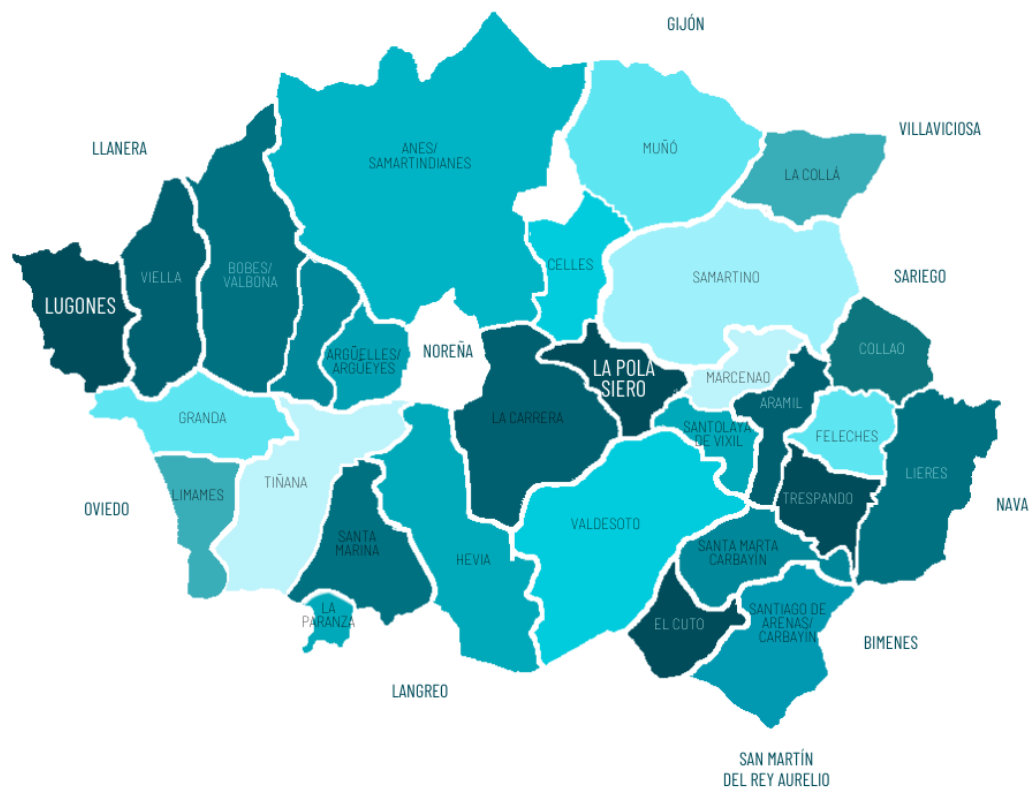 GIJÓN
VILLAVICIOSA
LLANERA
ANES/
SAMARTINDIANES
MUÑÓ
LA COLLÁ
LUGONES
VIELLA
BOBES/
VALBONA
CELLES
SAMARTINO
SARIEGO
ARGÜELLES/
ARGÜEYES
NOREÑA
LA POLA
SIERO
MARCENAO
COLLAO
GRANDA
LA CARRERA
ARAMIL
SANTOLAYA
DE VIXIL
FELECHES
LIERES
OVIEDO
LIMAMES
TIÑANA
SANTA
MARINA
HEVIA
VALDESOTO
TRESPANDO
NAVA
SANTA MARTA
CARBAYÍN
LA
PARANZA
EL CUTO
SANTIAGO DE
ARENAS/
CARBAYÍN
BIMENES
LANGREO
SAN MARTÍN
DEL REY AURELIO